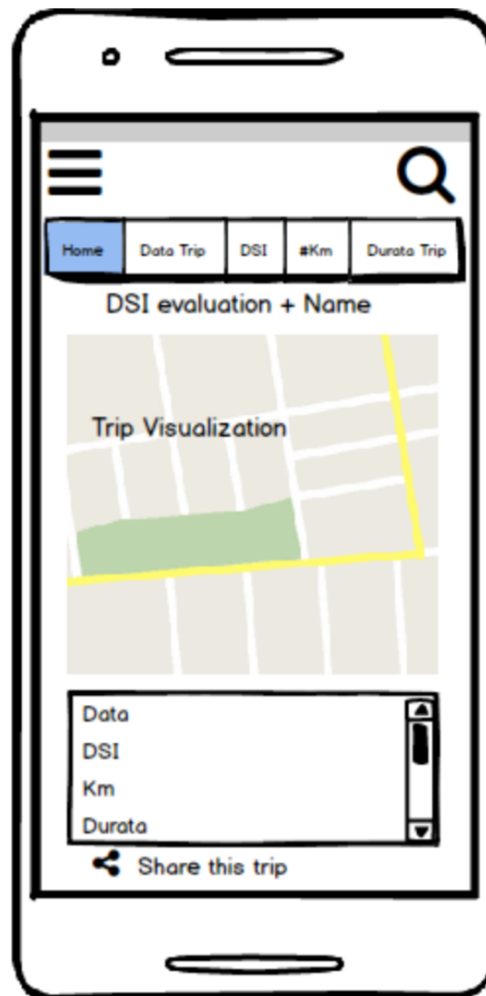 Home Data Trip DSI #Km Durata Trip
DSI evaluation + Name
Trip Visualization
Data
DSI
Km
Durata
Share this trip